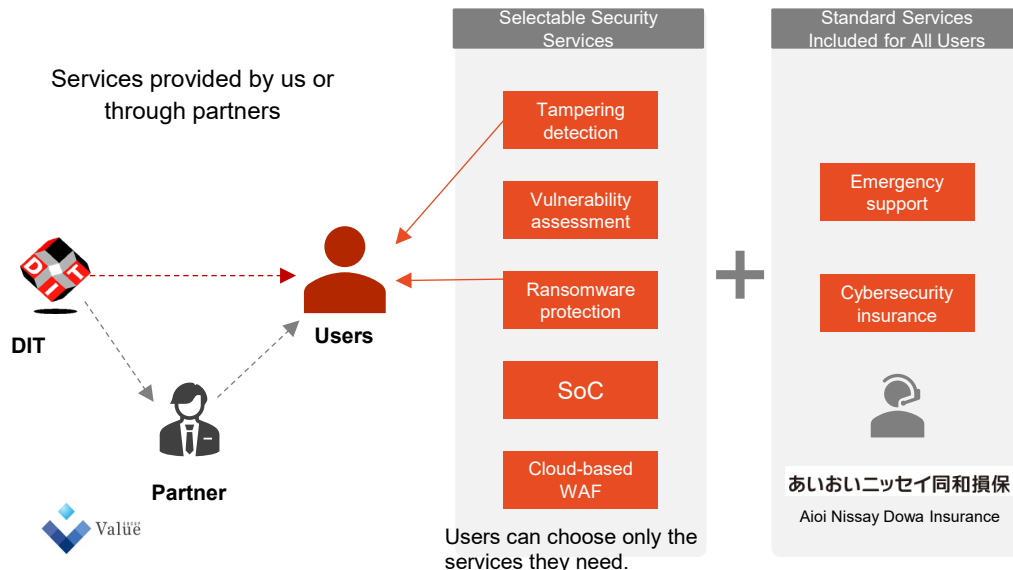 Services provided by us or
through partners
DIT
DIT
Users
Partner
Value
GROUP
Selectable Security
Services
Tampering
detection
Vulnerability
assessment
Ransomware
protection
SoC
Cloud-based
WAF
Users can choose only the
services they need.
Standard Services
Included for All Users
Emergency
support
Cybersecurity
insurance
あいおいニッセイ同和損保
Aioi Nissay Dowa Insurance